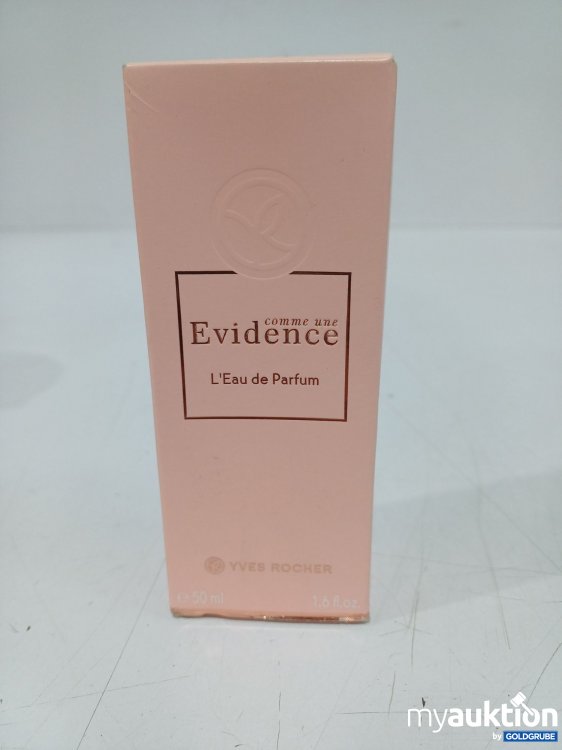 comme une
Evidence
L'Eau de Parfum
YVES ROCHER
e 50 ml 1.6 fl.oz.
myauktion
by GOLDGRUBE